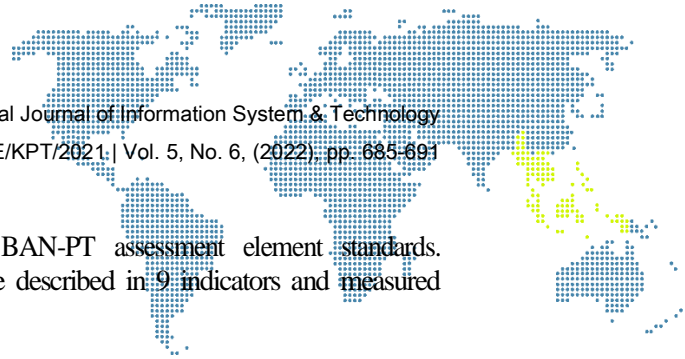 al Journal of Information System & Technology
E/KPT/2021 | Vol. 5, No. 6, (2022), pp. 685-691
BAN-PT assessment element standards.
e described in 9 indicators and measured